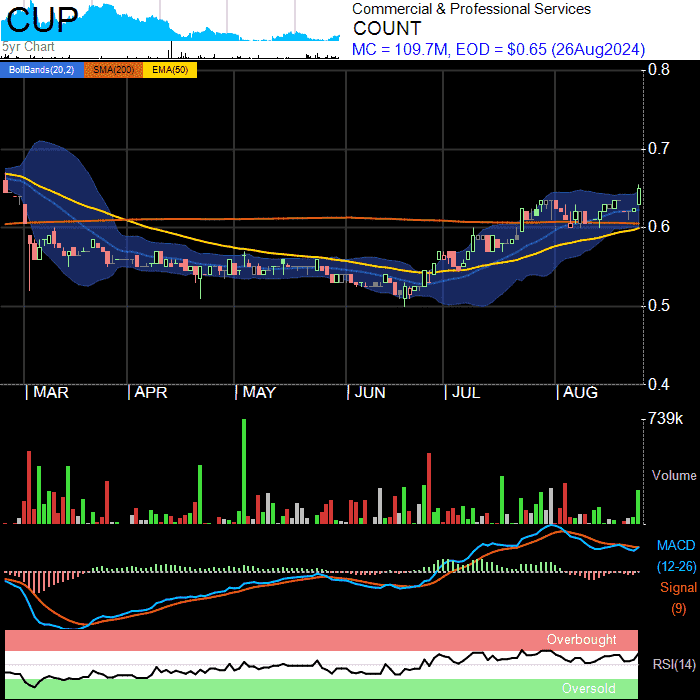 CUP
5yr Chart
Commercial & Professional Services
COUNT
MC = 109.7M, EOD = $0.65 (26Aug2024)
BollBands(20,2) SMA(200) EMA(50)
0.8
0.7
0.6
0.5
0.4
MAR APR MAY JUN JUL AUG
739k
Volume
MACD
(12-26)
Signal
(9)
Overbought
RSI(14)
Oversold